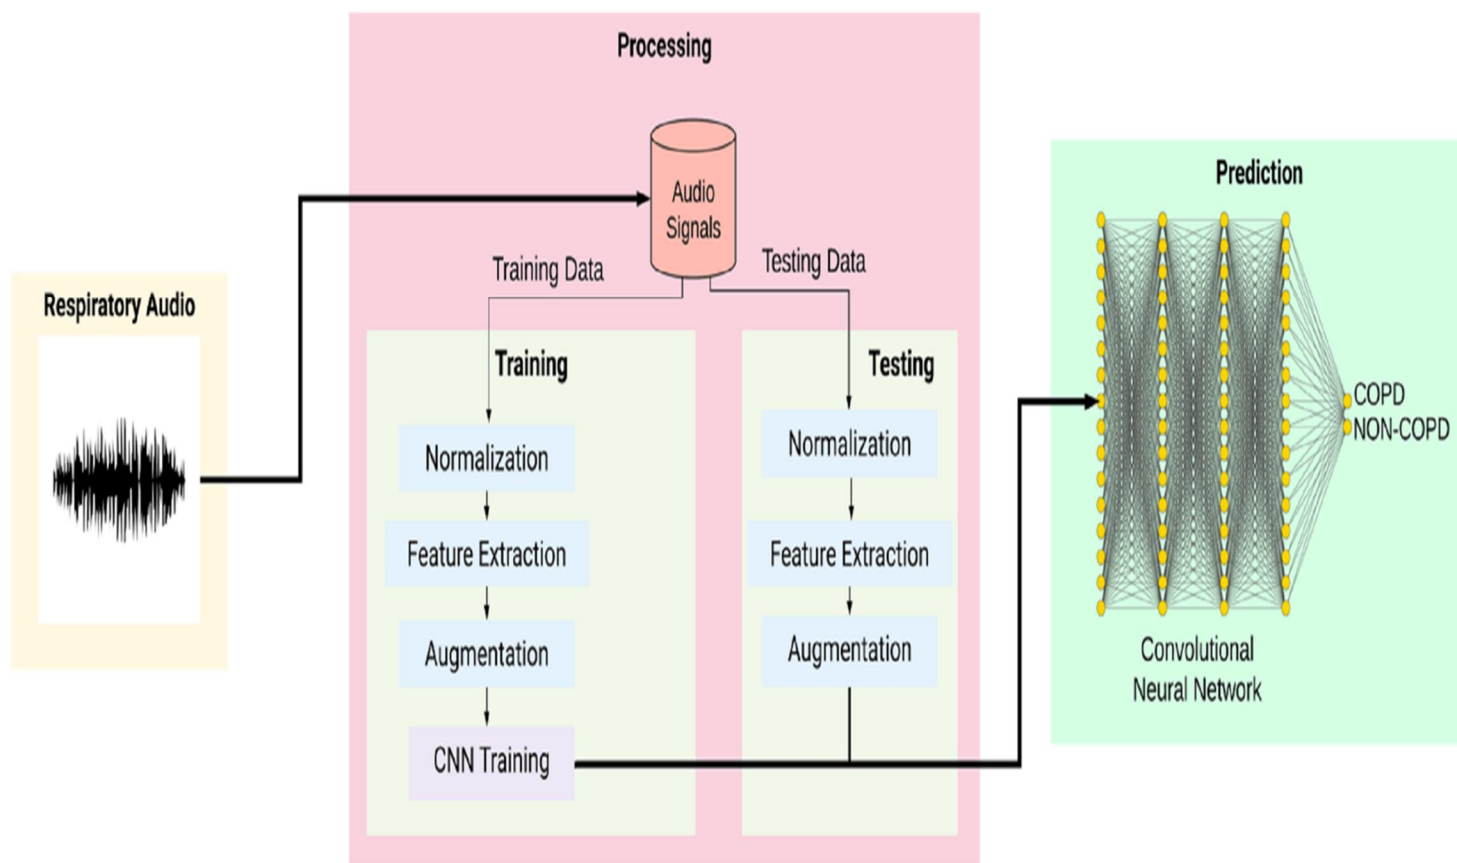 Processing
Respiratory Audio
Audio
Signals
Training Data
Testing Data
Training
Normalization
Feature Extraction
Augmentation
CNN Training
Testing
Normalization
Feature Extraction
Augmentation
Prediction
COPD
NON-COPD
Convolutional
Neural Network